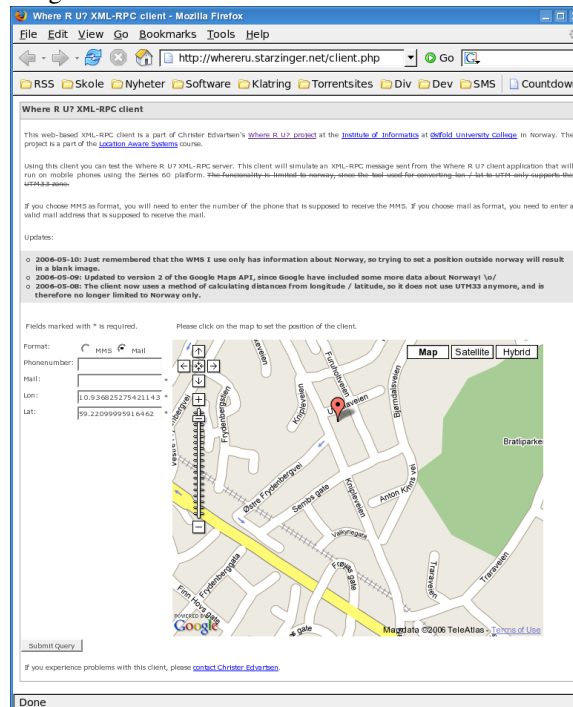 Where R U? XML-RPC client - Mozilla Firefox
File Edit View Go Bookmarks Tools Help
http://whereru.starzinger.net/client.php Go
RSS Skole Nyheter Software Klatring Torrentsites Div Dev SMS Countdow
Where R U? XML-RPC client
This web-based XML-RPC client is a part of Christer Edvartsen's Where R U? project at the Institute of Informatics at Østfold University College in Norway. The
project is a part of the Location Aware Systems course.
Using this client you can test the Where R U? XML-RPC server. This client will simulate an XML-RPC message sent from the Where R U? client application that will
run on mobile phones using the Series 60 platform. The funcionality is limited to norway, since the tool used for converting lon / lat to UTM only supports the
UTM33 zone.
If you choose MMS as format, you will need to enter the number of the phone that is supposed to receive the MMS. If you choose mail as format, you need to enter a
valid mail address that is supposed to receive the mail.
Updates:
2006-05-10: Just remembered that the WMS I use only has information about Norway, so trying to set a position outside norway will result
in a blank image.
2006-05-09: Updated to version 2 of the Google Maps API, since Google have included some more data about Norway! \o/
2006-05-08: The client now uses a method of calculating distances from longitude / latitude, so it does not use UTM33 anymore, and is
therefore no longer limited to Norway only.
Fields marked with * is required. Please click on the map to set the position of the client.
Format: MMS Mail
Phonenumber:
Mail: *
Lon: 10.936825275421143 *
Lat: 59.22099995916462 *
Map Satellite Hybrid
Furuholtveien
Bjørndalsveien
Knipleveien
Frydenbergstien
Bratliparke
Østre Frydenbergvei
Sembs gate
Knipleveien
Anton Kihns vei
Valkyriegata
Frøyas gate
Traraveien
Traraveien
Frydenberggata
Finn Hovs gate
gate
POWERED BY
Google
Map data ©2006 TeleAtlas - Terms of Use
Submit Query
If you experience problems with this client, please contact Christer Edvartsen.
Done